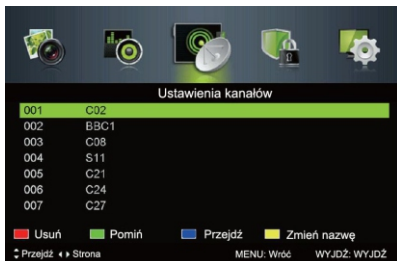 Ustawienia kanałów
001 C02
002 BBC1
003 C08
004 S11
005 C21
006 C24
007 C27
Usuń Pomiń Przejdź Zmień nazwę
Przejdź Strona MENU: Wróć WYJDŹ: WYJDŹ